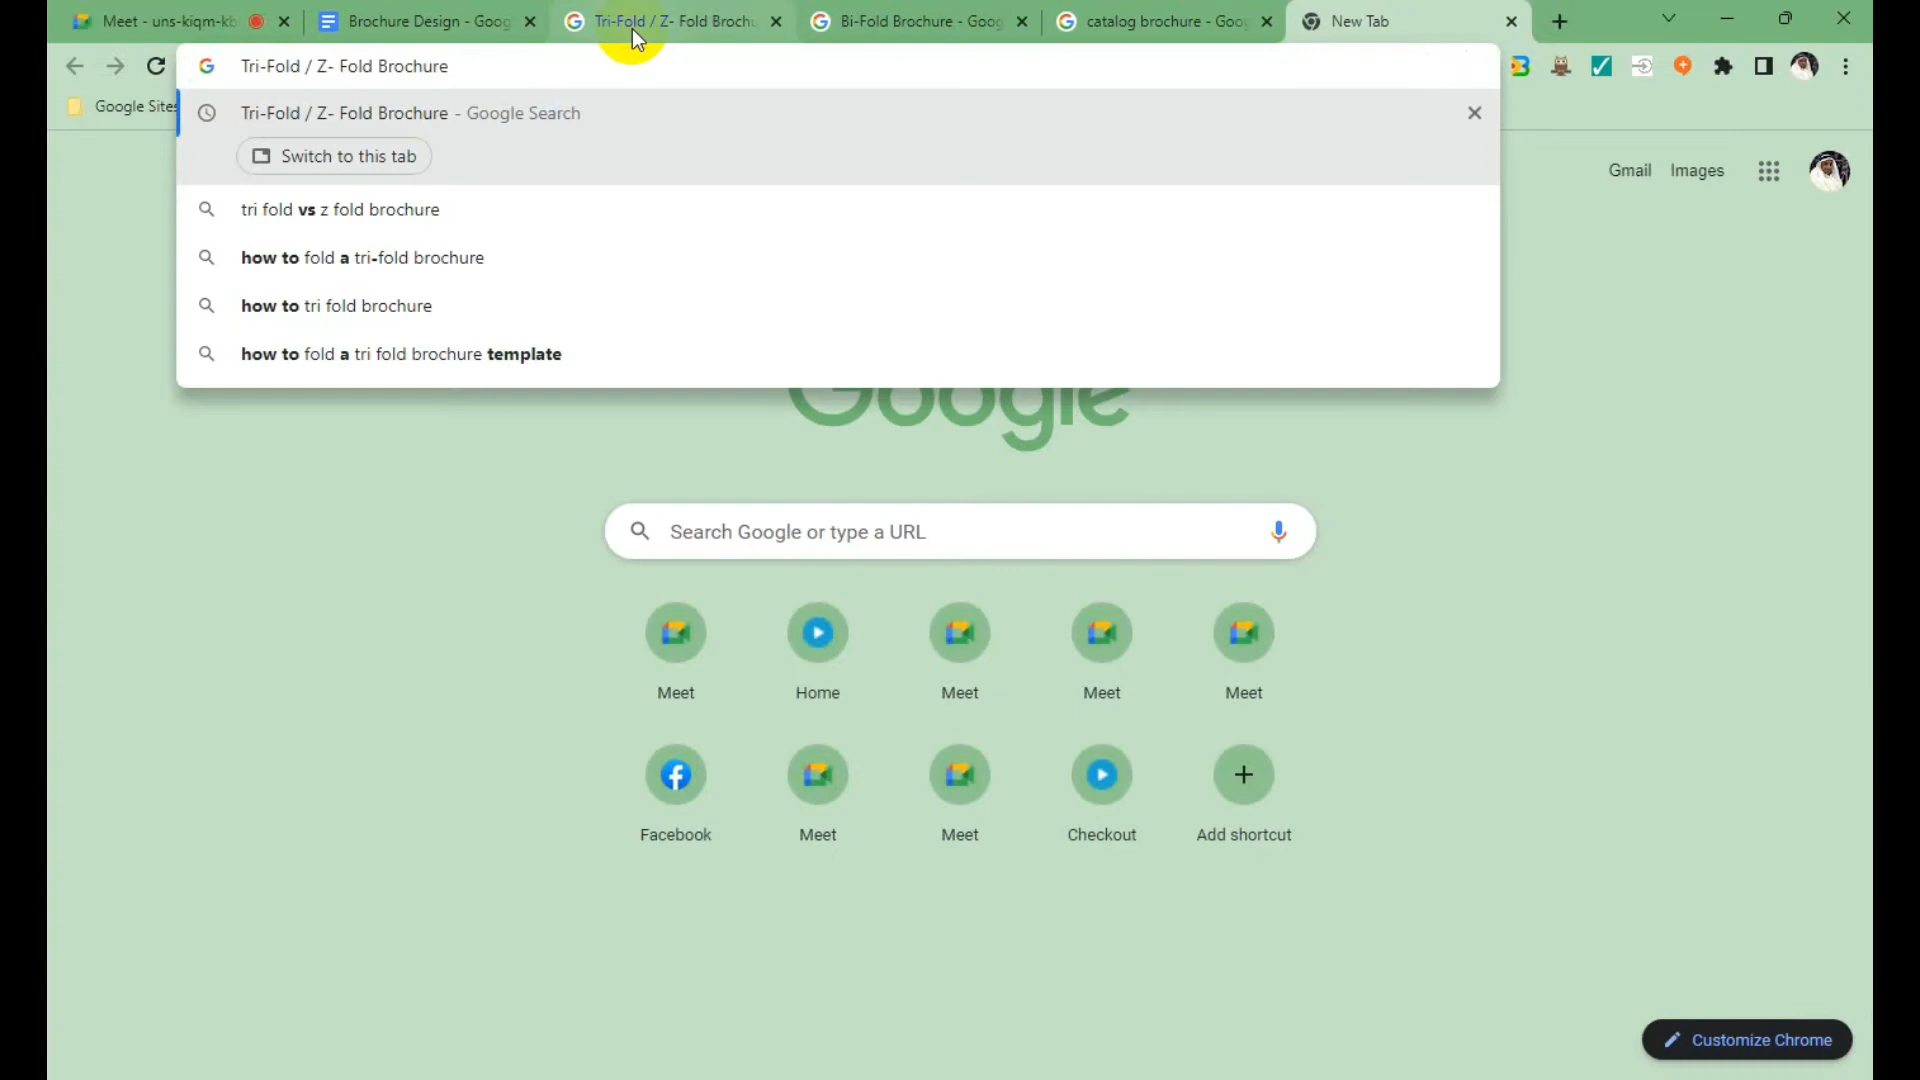 Meet - uns-kiqm-kb
Brochure Design - Goog
Tri-Fold / Z- Fold Brochu
Bi-Fold Brochure - Goog
catalog brochure - Goo
New Tab
Tri-Fold / Z- Fold Brochure
Google Sites
Tri-Fold / Z- Fold Brochure - Google Search
Switch to this tab
Gmail Images
tri fold vs z fold brochure
how to fold a tri-fold brochure
how to tri fold brochure
how to fold a tri fold brochure template
Google
Search Google or type a URL
Meet Home Meet Meet Meet
Facebook Meet Meet Checkout Add shortcut
Customize Chrome